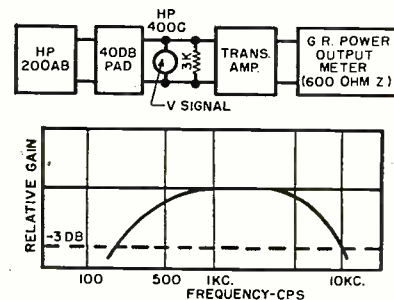 HP
400C
HP
200AB
40DB
PAD
3K
TRANS.
AMP.
G.R. POWER
OUTPUT
METER
(600 OHM Z)
V SIGNAL
RELATIVE GAIN
-3 DB
100 500 1KC. 10KC.
FREQUENCY-CPS